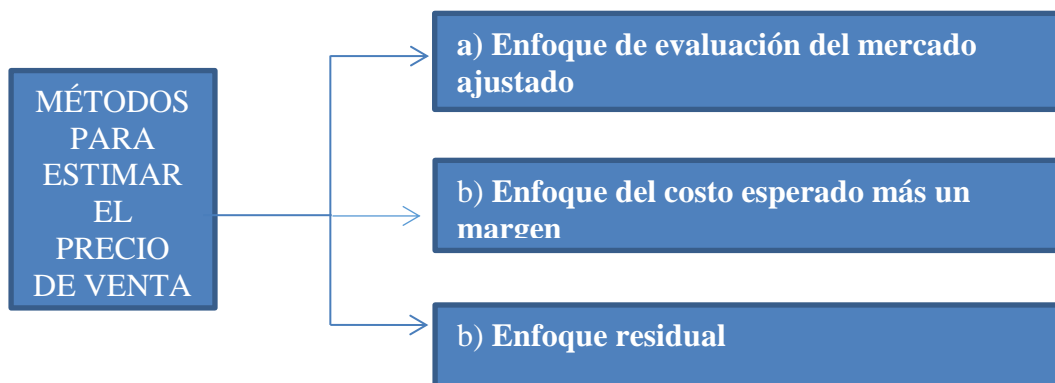 MÉTODOS
PARA
ESTIMAR
EL
PRECIO
DE VENTA
a) Enfoque de evaluación del mercado
ajustado
b) Enfoque del costo esperado más un
margen
b) Enfoque residual